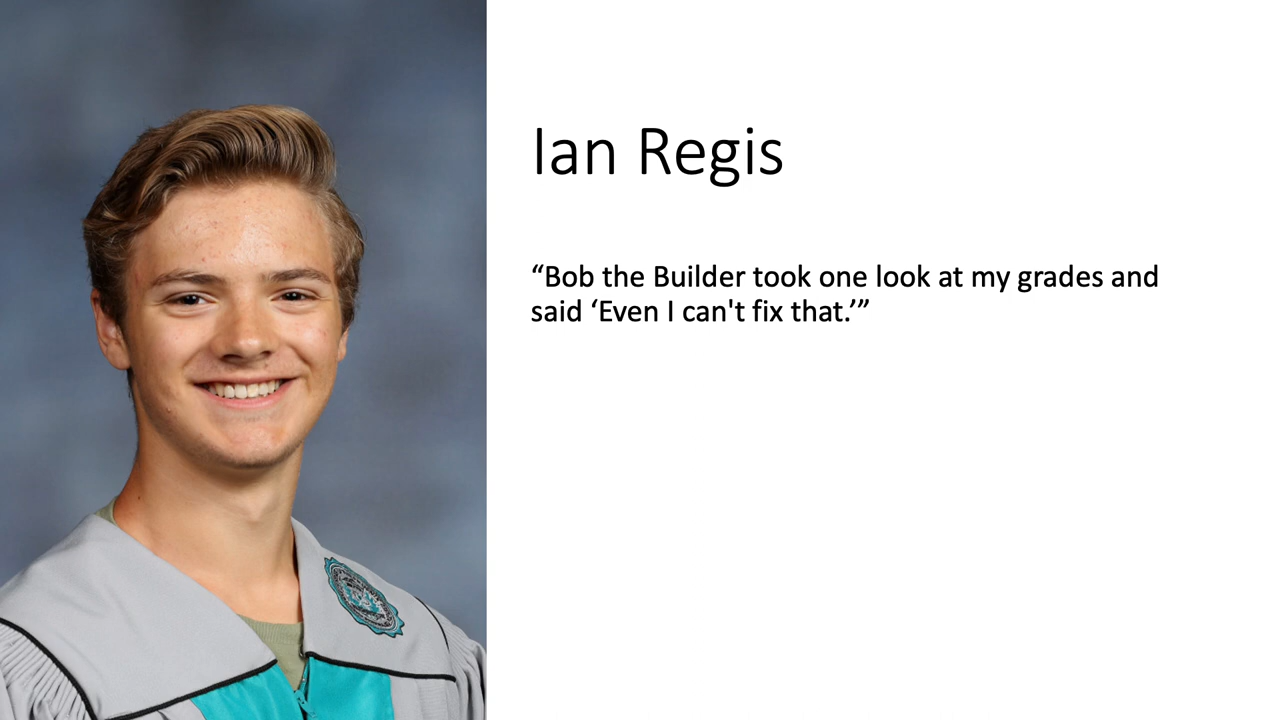 Ian Regis
“Bob the Builder took one look at my grades and
said ‘Even I can't fix that.’”